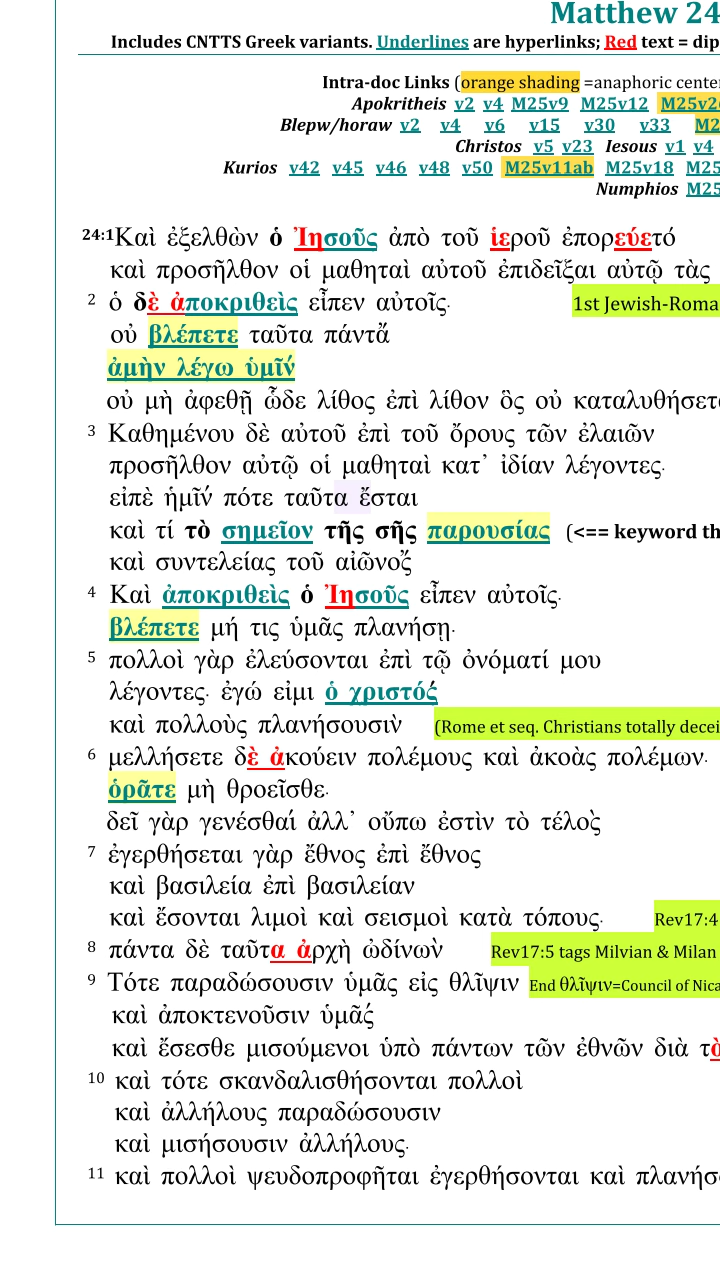 Matthew 24
Includes CNTTS Greek variants. Underlines are hyperlinks; Red text = dip
Intra-doc Links (orange shading =anaphoric cente
Apokritheis v2 v4 M25v9 M25v12 M25v2
Blepw/horaw v2 v4 v6 v15 v30 v33 M2
Christos v5 v23 Iesous v1 v4
Kurios v42 v45 v46 v48 v50 M25v11ab M25v18 M25
Numphios M25
24:1Καὶ ἐξελθὼν ὁ Ἰησοῦς ἀπὸ τοῦ ἱεροῦ ἐπορεύετό
καὶ προσῆλθον οἱ μαθηταὶ αὐτοῦ ἐπιδεῖξαι αὐτῷ τὰς
2 ὁ δὲ ἀποκριθεὶς εἶπεν αὐτοῖς· 1st Jewish-Roma
οὐ βλέπετε ταῦτα πάντἄ
ἀμὴν λέγω ὑμῖν́
οὐ μὴ ἀφεθῇ ὧδε λίθος ἐπὶ λίθον ὃς οὐ καταλυθήσετ
3 Καθημένου δὲ αὐτοῦ ἐπὶ τοῦ ὄρους τῶν ἐλαιῶν
προσῆλθον αὐτῷ οἱ μαθηταὶ κατ᾽ ἰδίαν λέγοντες·
εἰπὲ ἡμῖν́ πότε ταῦτα ἔσται
καὶ τί τὸ σημεῖον τῆς σῆς παρουσίας (<== keyword th
καὶ συντελείας τοῦ αἰῶνος̓́
4 Καὶ ἀποκριθεὶς ὁ Ἰησοῦς εἶπεν αὐτοῖς·
βλέπετε μή τις ὑμᾶς πλανήσῃ·
5 πολλοὶ γὰρ ἐλεύσονται ἐπὶ τῷ ὀνόματί μου
λέγοντες· ἐγώ εἰμι ὁ χριστός́
καὶ πολλοὺς πλανήσουσιν̀ (Rome et seq. Christians totally decei
6 μελλήσετε δὲ ἀκούειν πολέμους καὶ ἀκοὰς πολέμων·
ὁρᾶτε μὴ θροεῖσθε·
δεῖ γὰρ γενέσθαί ἀλλ᾽ οὔπω ἐστὶν τὸ τέλος̀
7 ἐγερθήσεται γὰρ ἔθνος ἐπὶ ἔθνος
καὶ βασιλεία ἐπὶ βασιλείαν
καὶ ἔσονται λιμοὶ καὶ σεισμοὶ κατὰ τόπους· Rev17:4
8 πάντα δὲ ταῦτα ἀρχὴ ὠδίνων̀ Rev17:5 tags Milvian & Milan
9 Τότε παραδώσουσιν ὑμᾶς εἰς θλῖψιν End θλῖψιν=Council of Nica
καὶ ἀποκτενοῦσιν ὑμᾶς́
καὶ ἔσεσθε μισούμενοι ὑπὸ πάντων τῶν ἐθνῶν διὰ τὸ
10 καὶ τότε σκανδαλισθήσονται πολλοὶ
καὶ ἀλλήλους παραδώσουσιν
καὶ μισήσουσιν ἀλλήλους·
11 καὶ πολλοὶ ψευδοπροφῆται ἐγερθήσονται καὶ πλανήσ